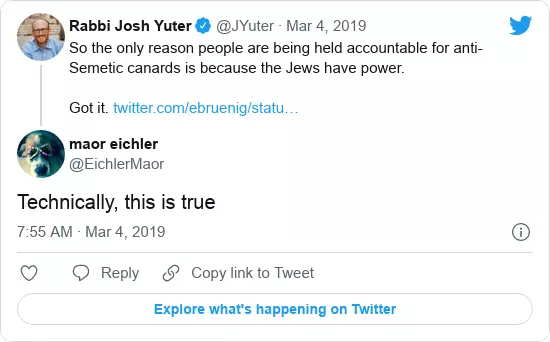 Rabbi Josh Yuter @JYuter · Mar 4, 2019
So the only reason people are being held accountable for anti-
Semetic canards is because the Jews have power.
Got it. twitter.com/ebruenig/statu…
maor eichler
@EichlerMaor
Technically, this is true
7:55 AM · Mar 4, 2019
Reply
Copy link to Tweet
Explore what's happening on Twitter